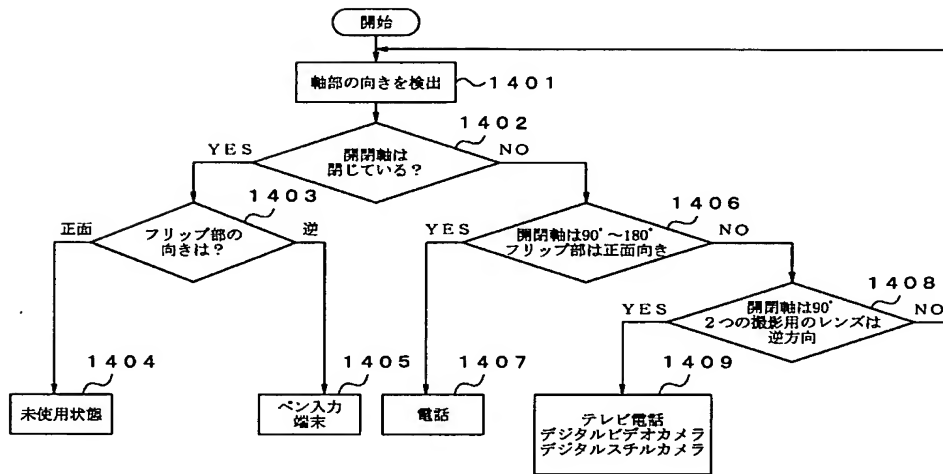 開始
軸部の向きを検出
1401
1402
YES
NO
開閉軸は
閉じている？
1403
フリップ部の
向きは？
正面
逆
1406
YES
NO
開閉軸は90°～180°
フリップ部は正面向き
1408
YES
NO
開閉軸は90°
2つの撮影用のレンズは
逆方向
1404
未使用状態
1405
ペン入力
端末
1407
電話
1409
テレビ電話
デジタルビデオカメラ
デジタルスチルカメラ